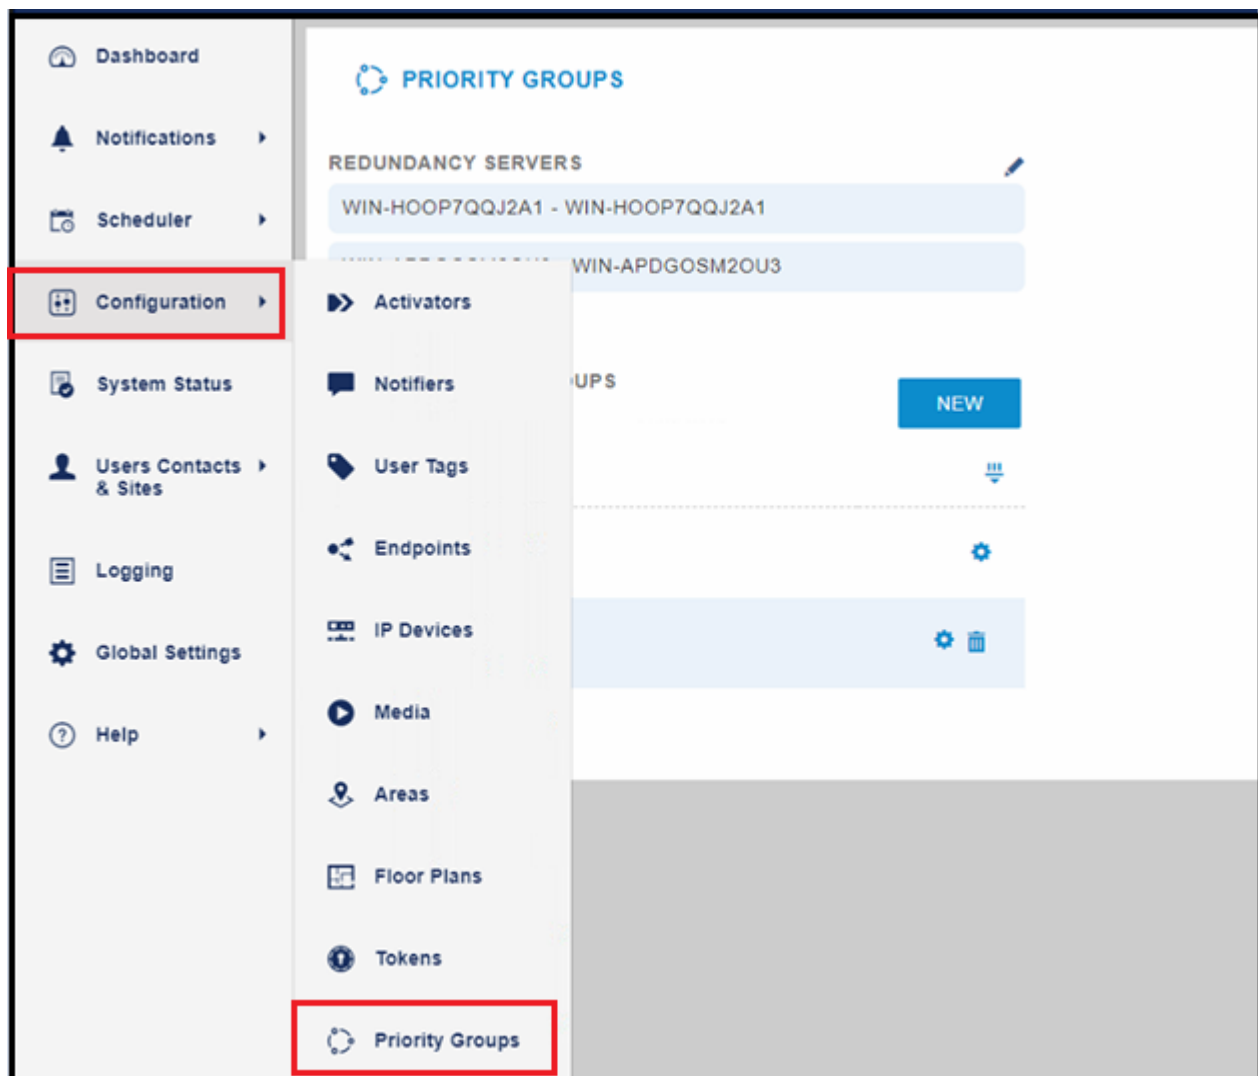 Dashboard
Notifications
Scheduler
Configuration
System Status
Users Contacts
& Sites
Logging
Global Settings
Help
Activators
Notifiers
User Tags
Endpoints
IP Devices
Media
Areas
Floor Plans
Tokens
Priority Groups
PRIORITY GROUPS
REDUNDANCY SERVERS
WIN-HOOP7QQJ2A1 - WIN-HOOP7QQJ2A1
WIN-APDGOSM2OU3
UPS
NEW